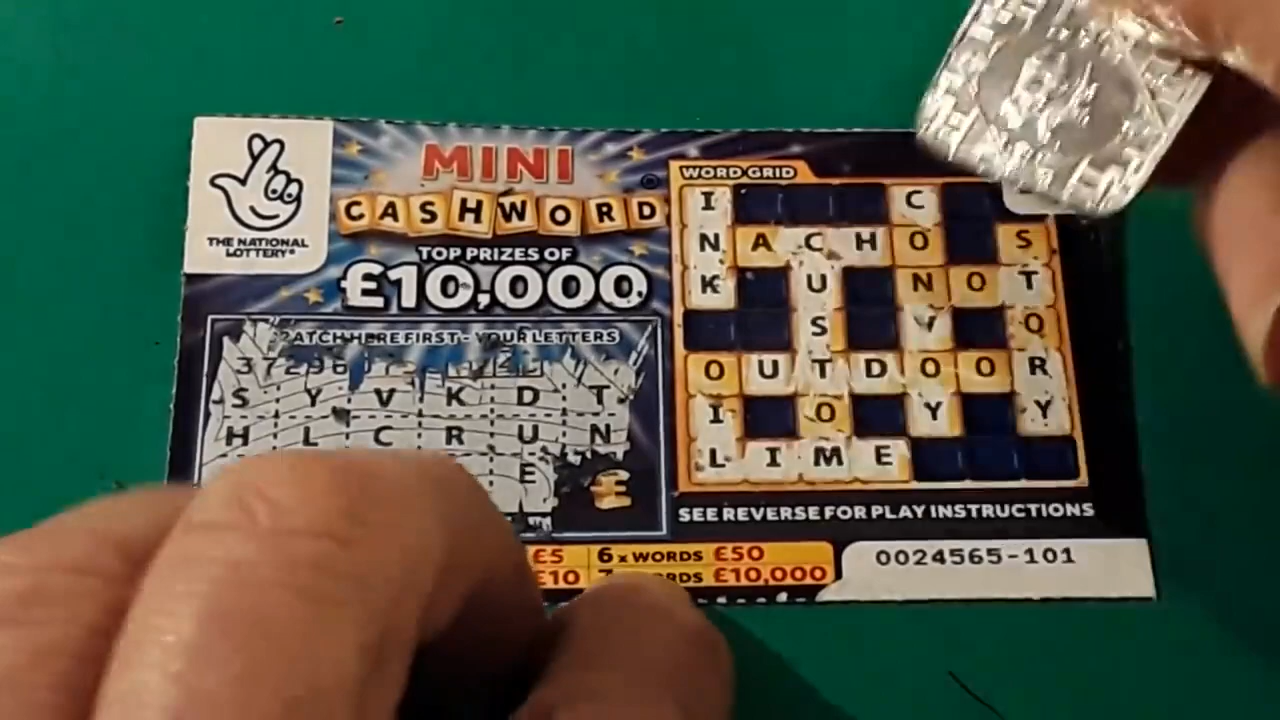 THE NATIONAL
LOTTERY®
MINI
CASHWORD®
TOP PRIZES OF
£10,000
YOUR LETTERS
S Y V K D T
H L C R U N
E £
£5
£10
6 x WORDS £50
£10,000
WORD GRID
I C
N A C H O S
K U N O T
S V O
O U T D O O R
I O Y Y
L I M E
SEE REVERSE FOR PLAY INSTRUCTIONS
0024565-101